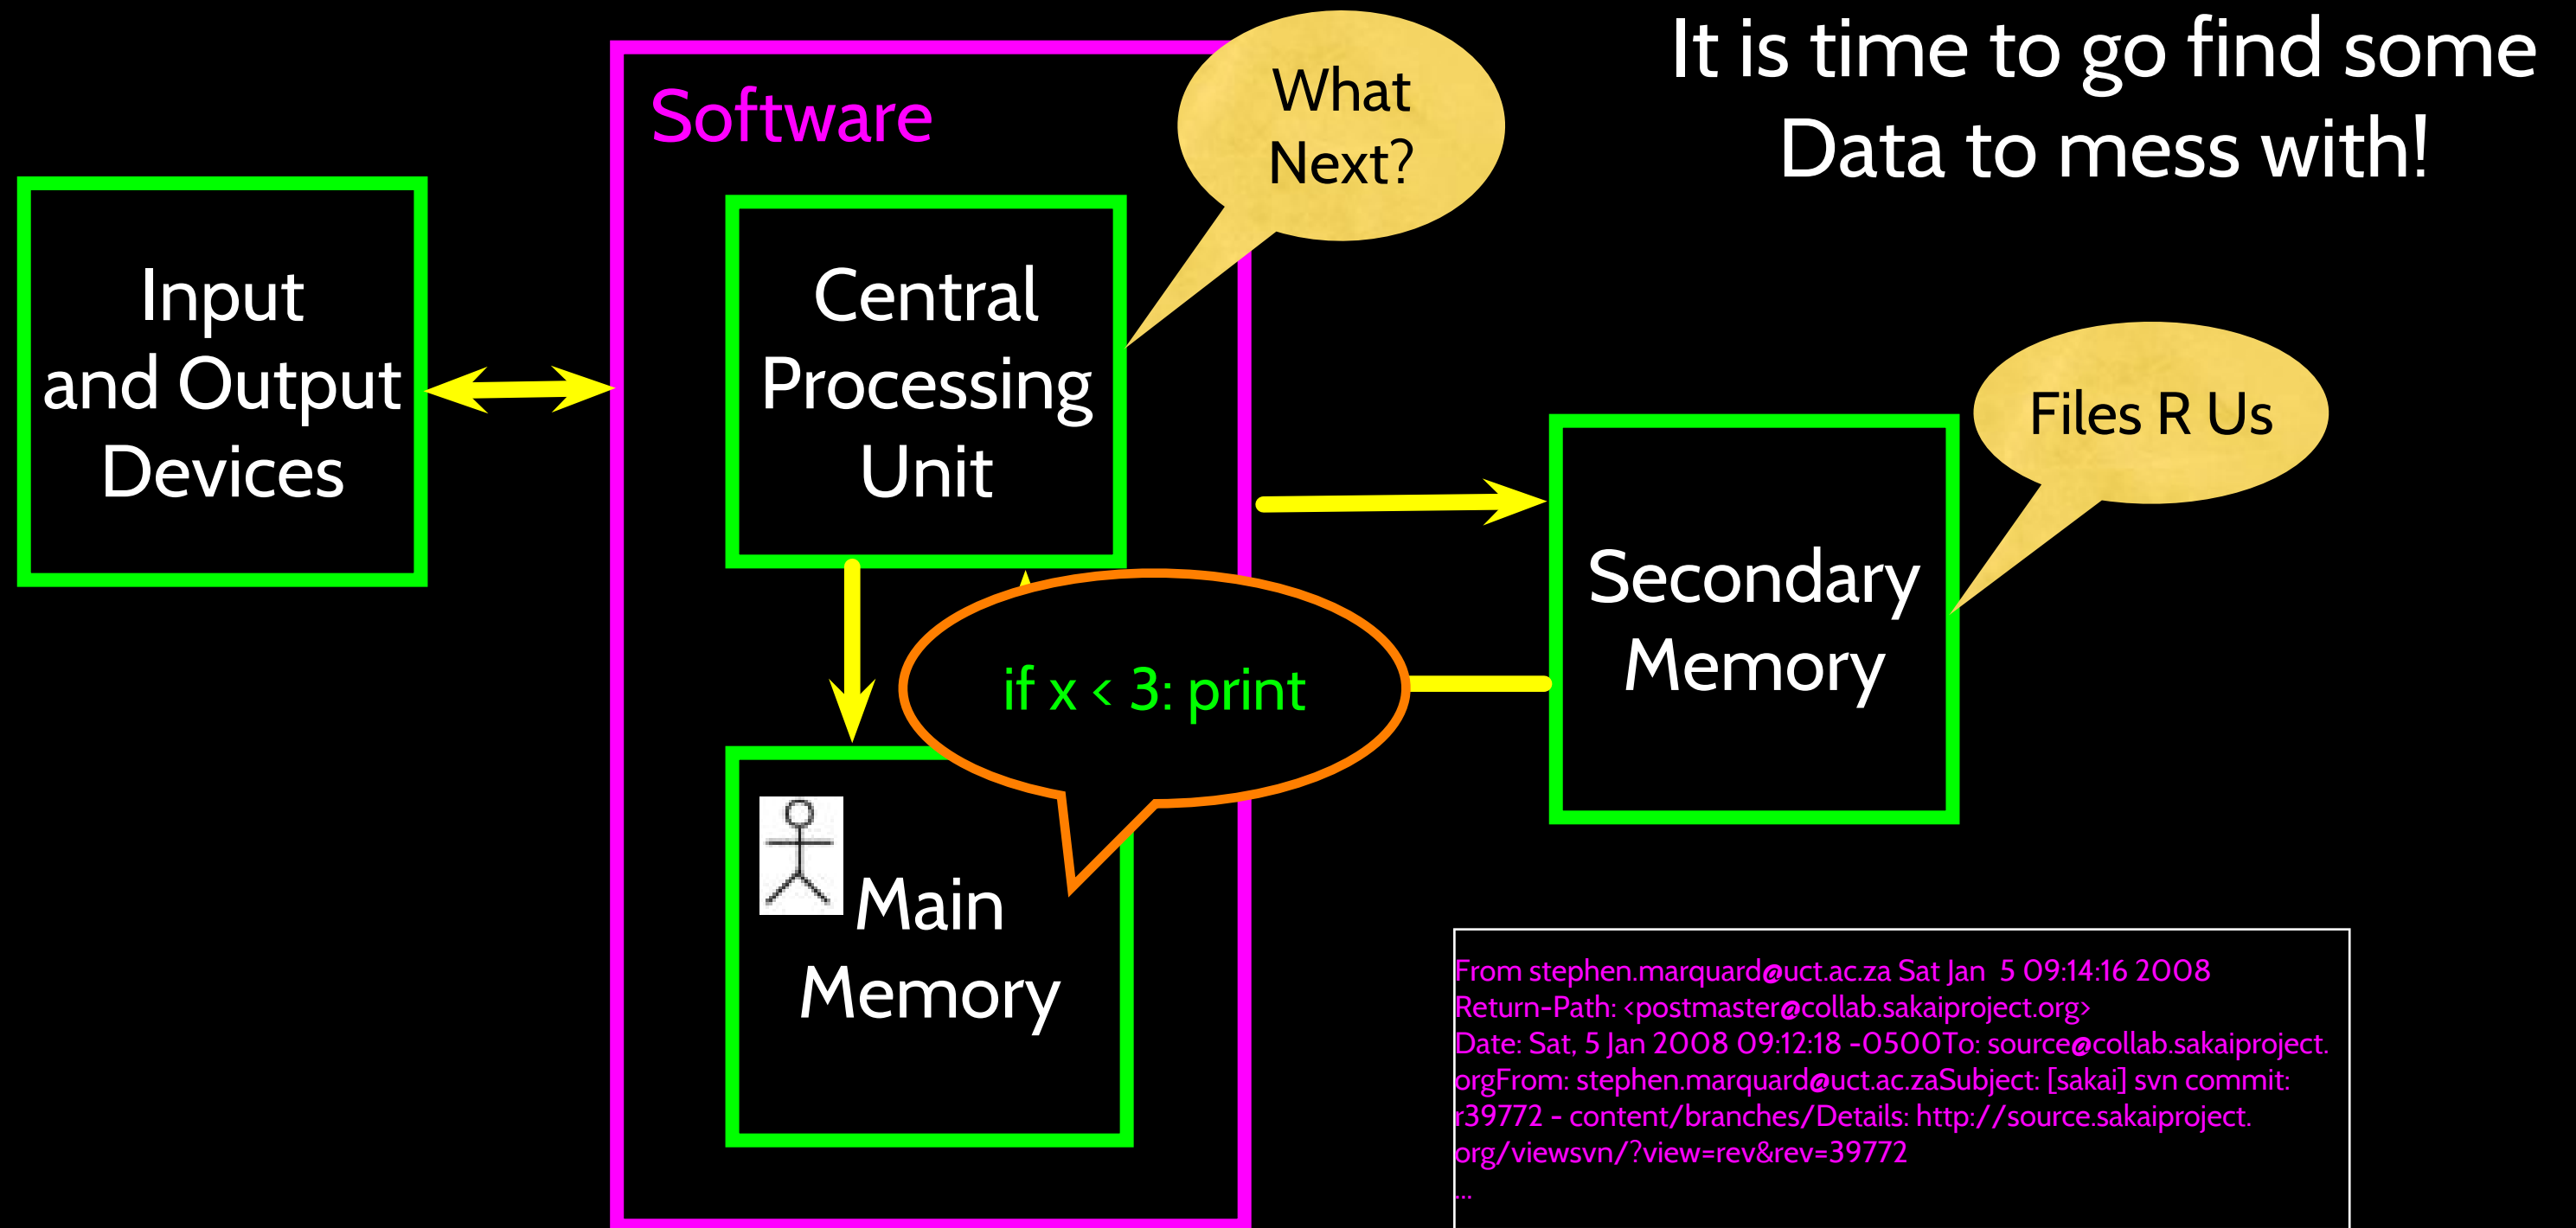 It is time to go find some
Data to mess with!
Software
What
Next?
Input
and Output
Devices
Central
Processing
Unit
Files R Us
Secondary
Memory
if x < 3: print
Main
Memory
From stephen.marquard@uct.ac.za Sat Jan  5 09:14:16 2008
Return-Path: <postmaster@collab.sakaiproject.org>
Date: Sat, 5 Jan 2008 09:12:18 -0500To: source@collab.sakaiproject.
orgFrom: stephen.marquard@uct.ac.zaSubject: [sakai] svn commit:
r39772 - content/branches/Details: http://source.sakaiproject.
org/viewsvn/?view=rev&rev=39772
...